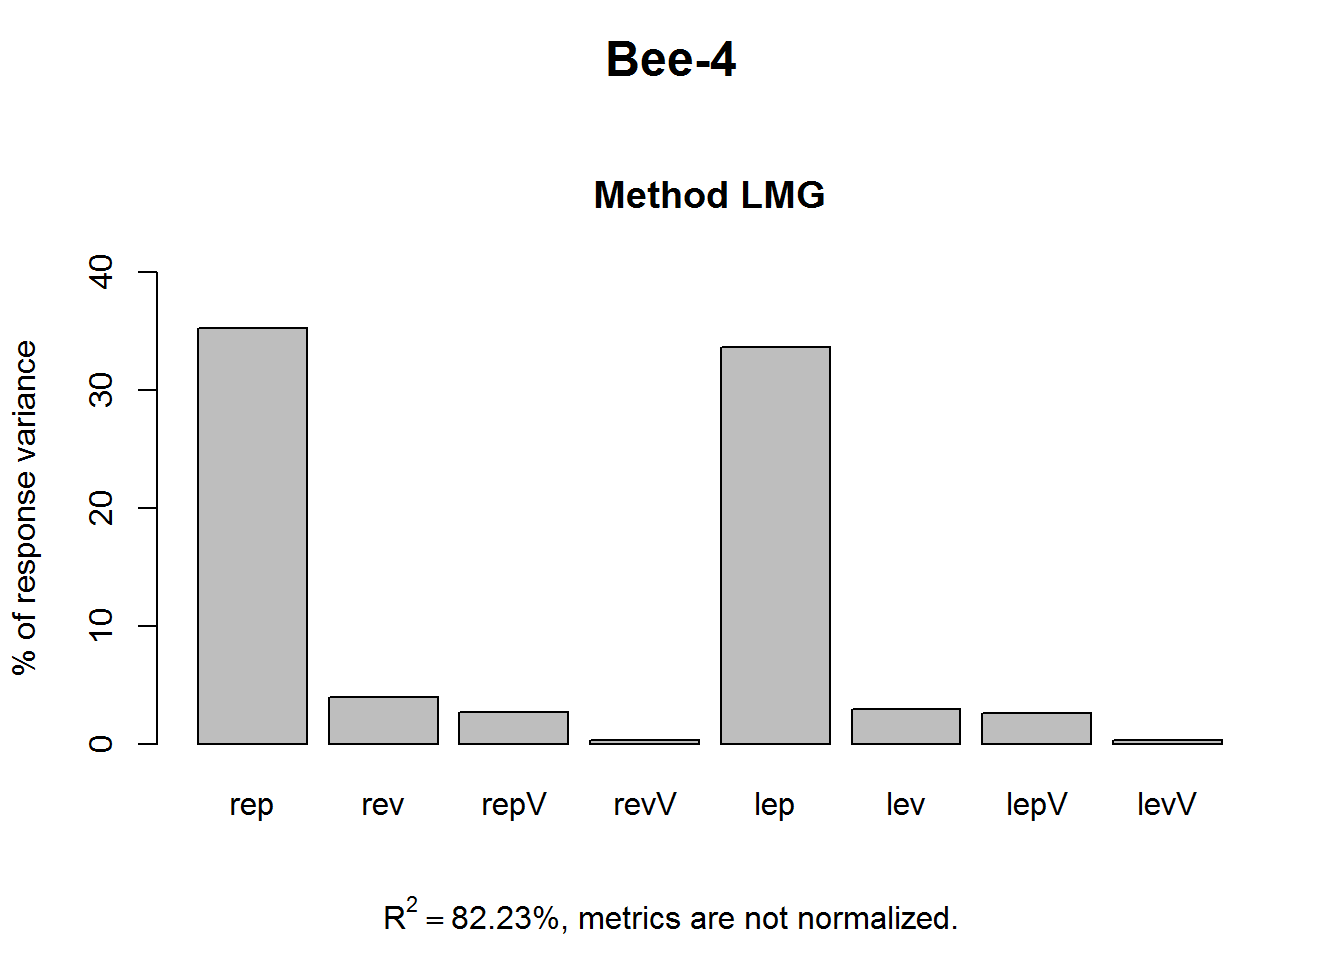 Bee-4
Method LMG
% of response variance
40
30
20
10
0
rep rev repV revV lep lev lepV levV
R² = 82.23%, metrics are not normalized.